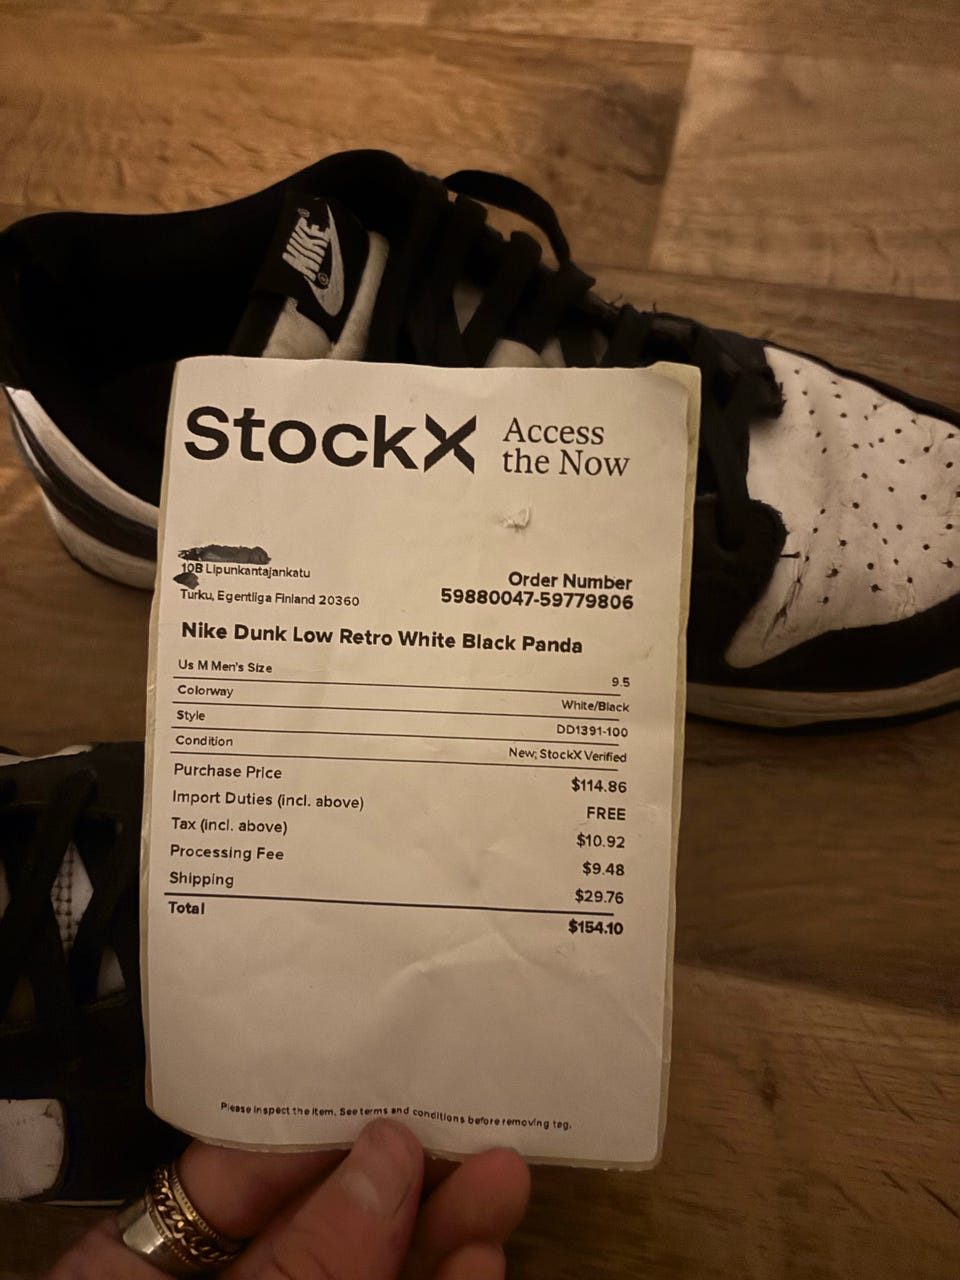 NIKE®
StockX Access
the Now
10B Lipunkantajankatu
Turku, Egentliga Finland 20360
Order Number
59880047-59779806
Nike Dunk Low Retro White Black Panda
Us M Men's Size 9.5
Colorway White/Black
Style DD1391-100
Condition New; StockX Verified
Purchase Price $114.86
Import Duties (incl. above) FREE
Tax (incl. above) $10.92
Processing Fee $9.48
Shipping $29.76
Total $154.10
Please inspect the item. See terms and conditions before removing tag.